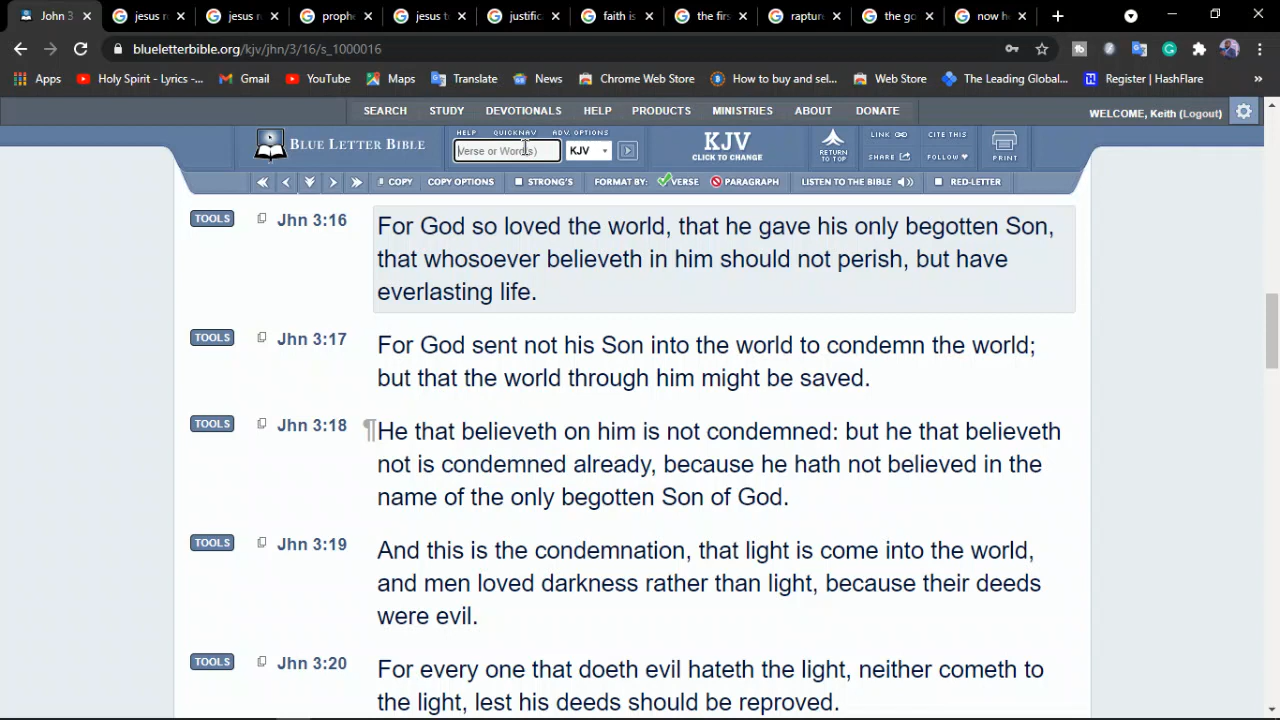 John 3
jesus r
jesus r
prophe
jesus t
justific
faith is
the firs
rapture
the go
now h
blueletterbible.org/kjv/jhn/3/16/s_1000016
Apps
Holy Spirit - Lyrics -...
Gmail
YouTube
Maps
Translate
News
Chrome Web Store
How to buy and sel...
Web Store
The Leading Global...
Register | HashFlare
»
SEARCH STUDY DEVOTIONALS HELP PRODUCTS MINISTRIES ABOUT DONATE
WELCOME, Keith (Logout)
BLUE LETTER BIBLE
HELP QUICKNAV ADV. OPTIONS
Verse or Word(s)
KJV
KJV
CLICK TO CHANGE
RETURN
TO TOP
LINK
CITE THIS
SHARE
FOLLOW
PRINT
COPY COPY OPTIONS STRONG'S FORMAT BY: VERSE PARAGRAPH LISTEN TO THE BIBLE RED-LETTER
TOOLS Jhn 3:16 For God so loved the world, that he gave his only begotten Son,
that whosoever believeth in him should not perish, but have
everlasting life.
TOOLS Jhn 3:17 For God sent not his Son into the world to condemn the world;
but that the world through him might be saved.
TOOLS Jhn 3:18 ¶He that believeth on him is not condemned: but he that believeth
not is condemned already, because he hath not believed in the
name of the only begotten Son of God.
TOOLS Jhn 3:19 And this is the condemnation, that light is come into the world,
and men loved darkness rather than light, because their deeds
were evil.
TOOLS Jhn 3:20 For every one that doeth evil hateth the light, neither cometh to
the light, lest his deeds should be reproved.